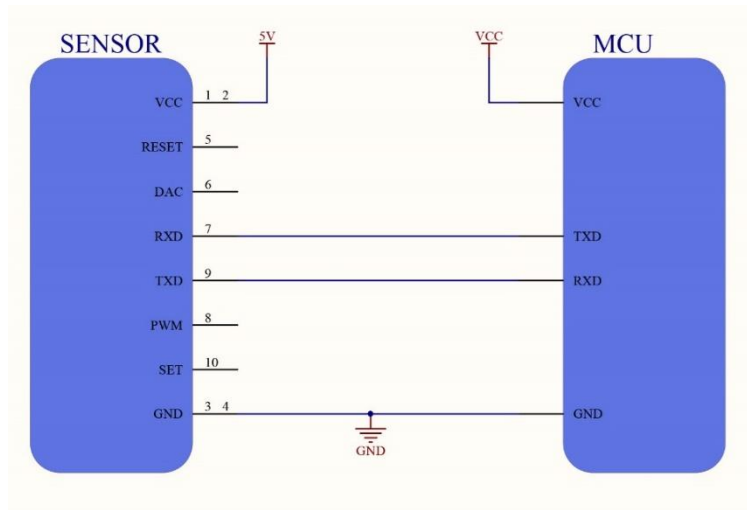 SENSOR 5V VCC MCU
VCC 1 2 VCC
RESET 5
DAC 6
RXD 7 TXD
TXD 9 RXD
PWM 8
SET 10
GND 3 4 GND
GND